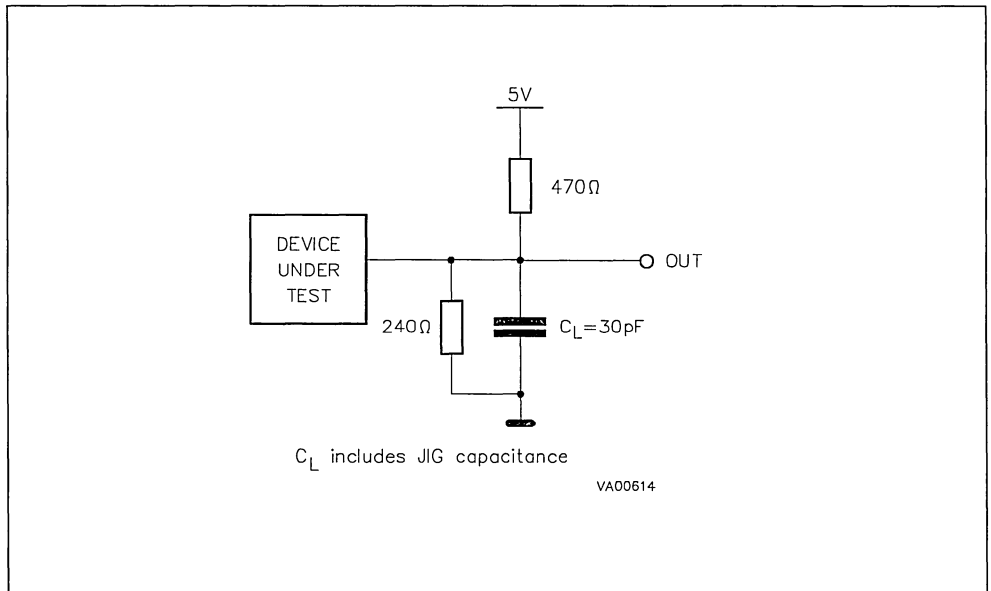 5V
470Ω
DEVICE
UNDER
TEST
OUT
240Ω
C_L=30pF
C_L includes JIG capacitance
VA00614